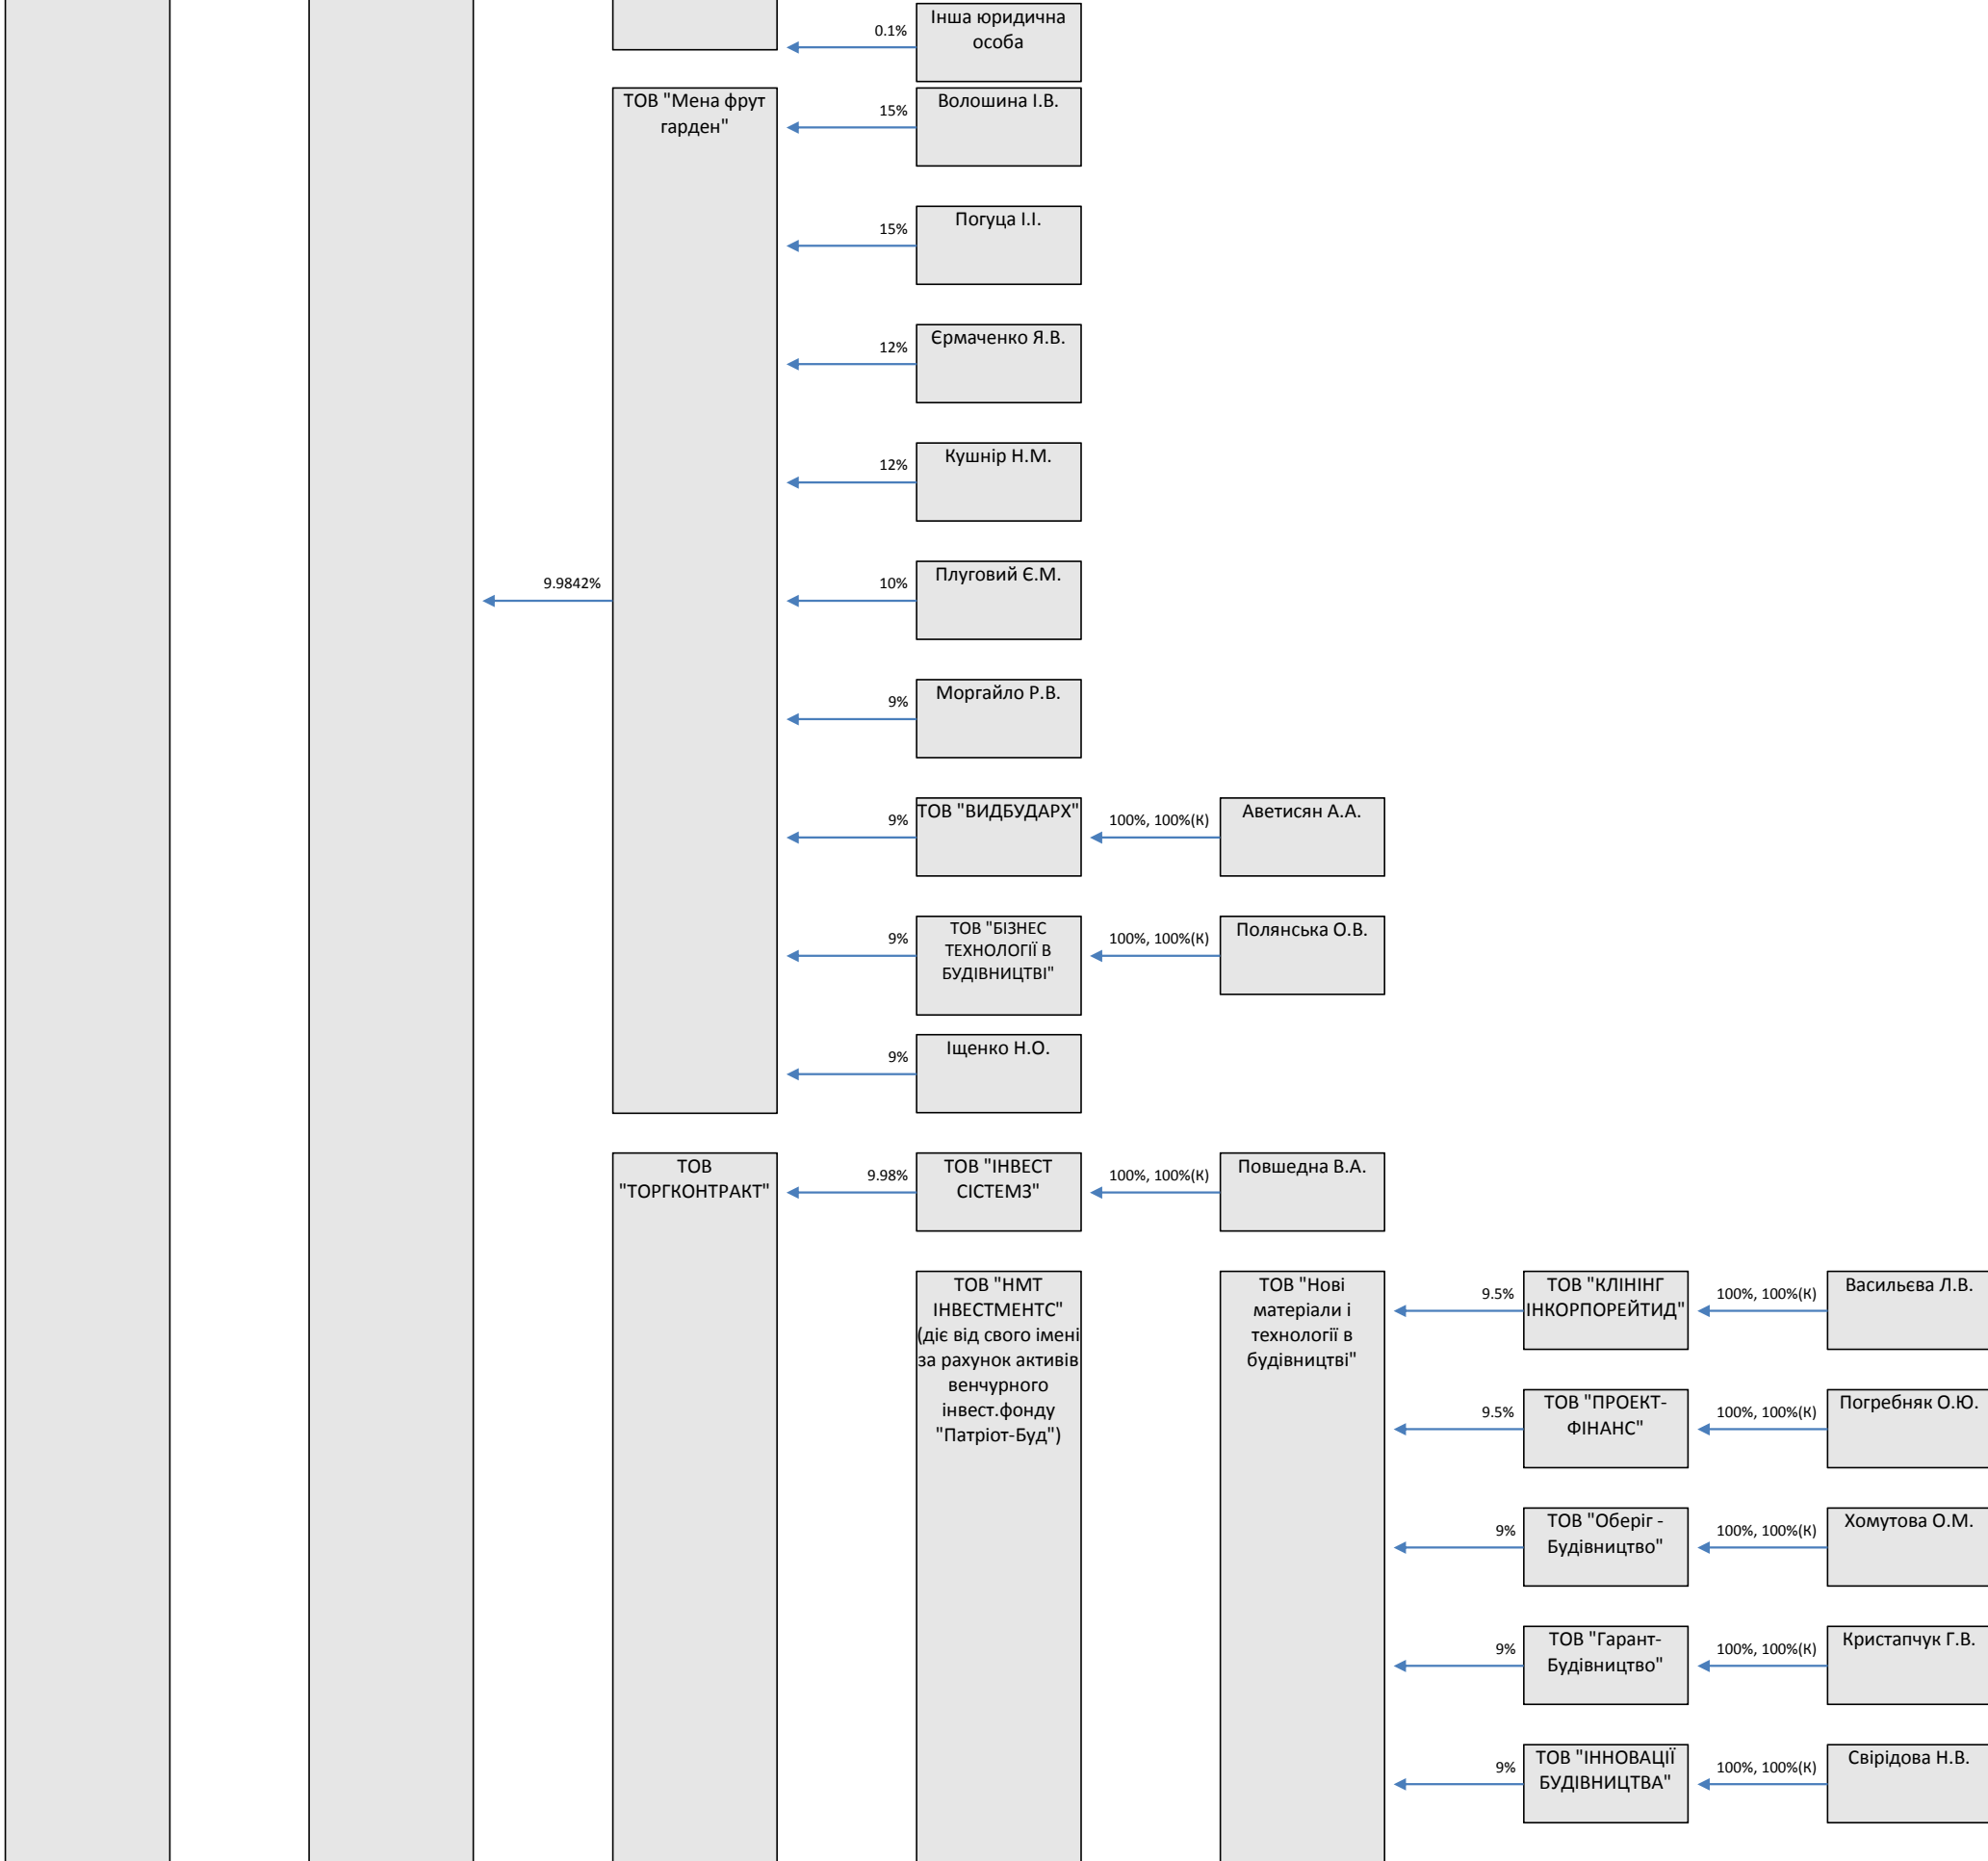 0.1%
Інша юридична
особа
ТОВ "Мена фрут
гарден"
15%
Волошина І.В.
15%
Погуца І.І.
12%
Єрмаченко Я.В.
12%
Кушнір Н.М.
9.9842%
10%
Плуговий Є.М.
9%
Моргайло Р.В.
9%
ТОВ "ВИДБУДАРХ"
100%, 100%(К)
Аветисян А.А.
9%
ТОВ "БІЗНЕС
ТЕХНОЛОГІЇ В
БУДІВНИЦТВІ"
100%, 100%(К)
Полянська О.В.
9%
Іщенко Н.О.
ТОВ
"ТОРГКОНТРАКТ"
9.98%
ТОВ "ІНВЕСТ
СІСТЕМЗ"
100%, 100%(К)
Повшедна В.А.
ТОВ "НМТ
ІНВЕСТМЕНТС"
(діє від свого імені
за рахунок активів
венчурного
інвест.фонду
"Патріот-Буд")
ТОВ "Нові
матеріали і
технології в
будівництві"
9.5%
ТОВ "КЛІНІНГ
ІНКОРПОРЕЙТИД"
100%, 100%(К)
Васильєва Л.В.
9.5%
ТОВ "ПРОЕКТ-
ФІНАНС"
100%, 100%(К)
Погребняк О.Ю.
9%
ТОВ "Оберіг -
Будівництво"
100%, 100%(К)
Хомутова О.М.
9%
ТОВ "Гарант-
Будівництво"
100%, 100%(К)
Кристапчук Г.В.
9%
ТОВ "ІННОВАЦІЇ
БУДІВНИЦТВА"
100%, 100%(К)
Свірідова Н.В.